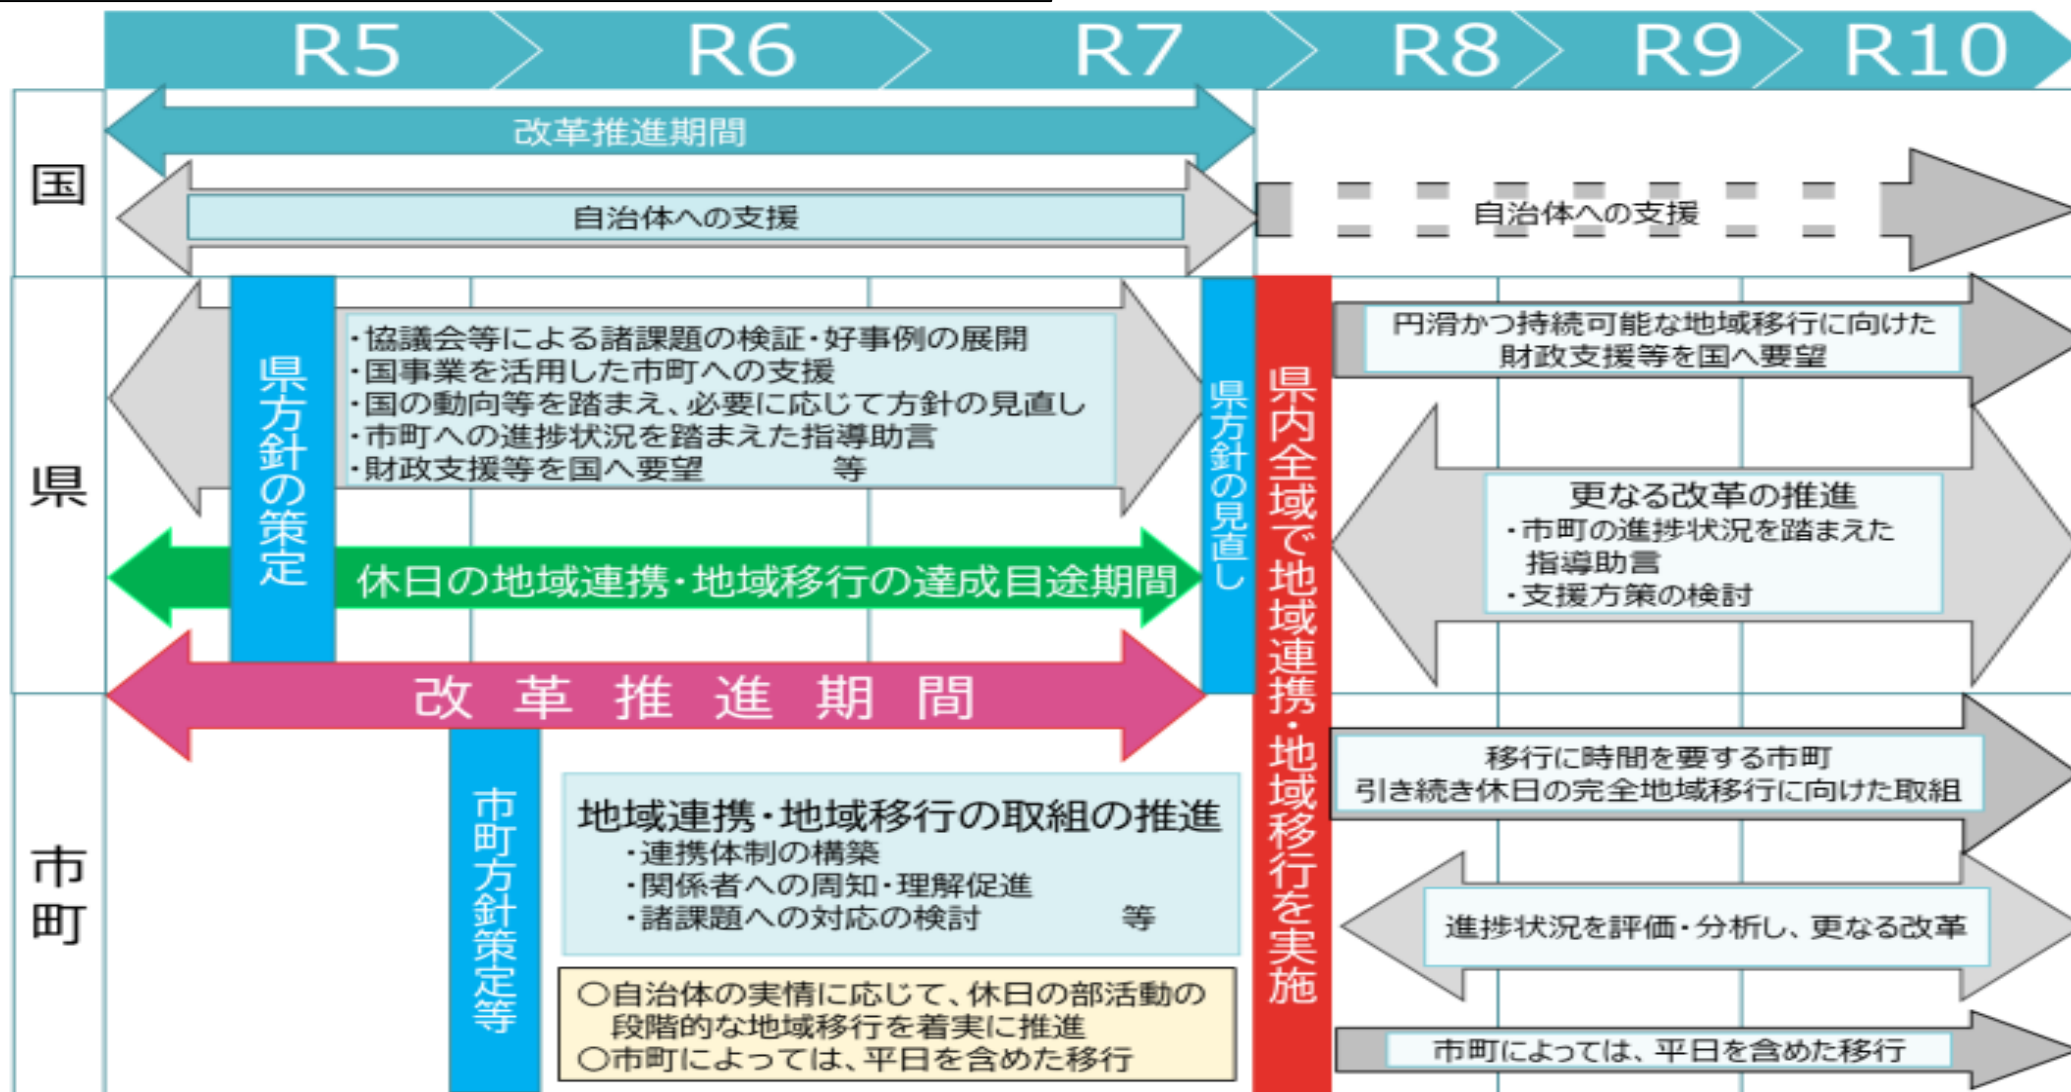 R5
R6
R7
R8
R9
R10
国
改革推進期間
自治体への支援
自治体への支援
県
県方針の策定
・協議会等による諸課題の検証・好事例の展開
・国事業を活用した市町への支援
・国の動向等を踏まえ、必要に応じて方針の見直し
・市町への進捗状況を踏まえた指導助言
・財政支援等を国へ要望 等
休日の地域連携・地域移行の達成目途期間
改革推進期間
県方針の見直し
県内全域で地域連携・地域移行を実施
円滑かつ持続可能な地域移行に向けた
財政支援等を国へ要望
更なる改革の推進
・市町の進捗状況を踏まえた
指導助言
・支援方策の検討
市町
市町方針策定等
地域連携・地域移行の取組の推進
・連携体制の構築
・関係者への周知・理解促進
・諸課題への対応の検討 等
○自治体の実情に応じて、休日の部活動の
段階的な地域移行を着実に推進
○市町によっては、平日を含めた移行
移行に時間を要する市町
引き続き休日の完全地域移行に向けた取組
進捗状況を評価・分析し、更なる改革
市町によっては、平日を含めた移行